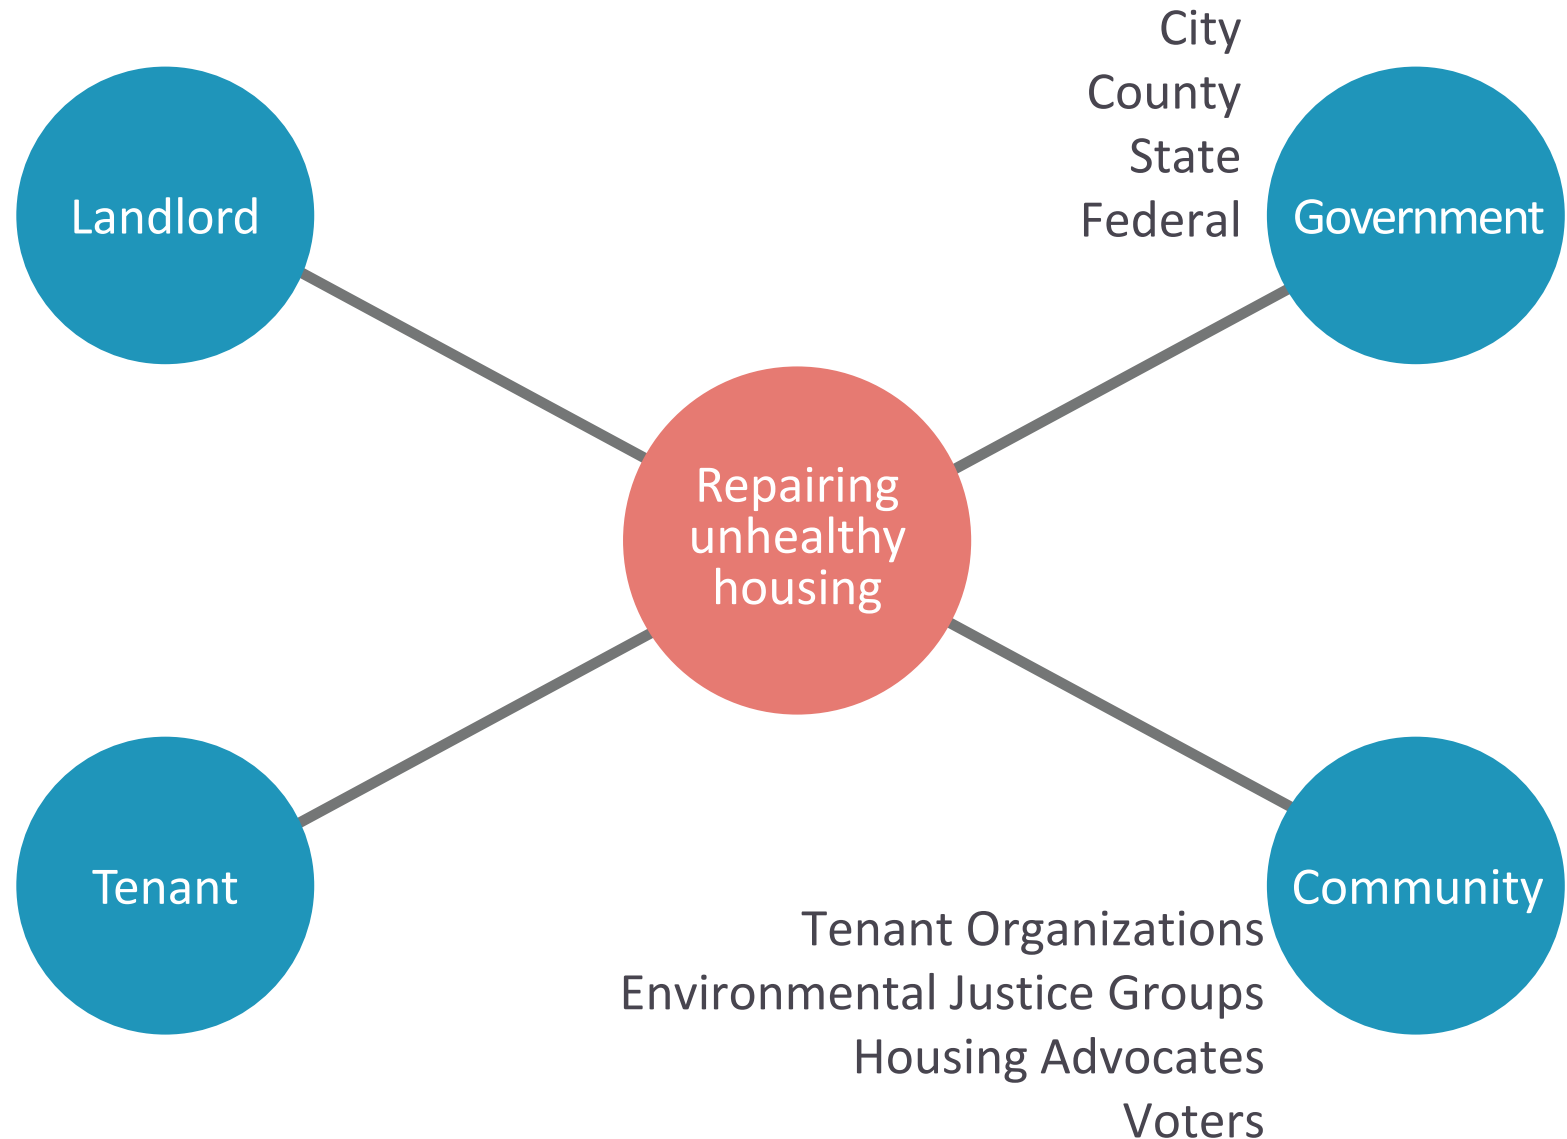 City
County
State
Federal
Landlord
Government
Repairing
unhealthy
housing
Tenant
Community
Tenant Organizations
Environmental Justice Groups
Housing Advocates
Voters